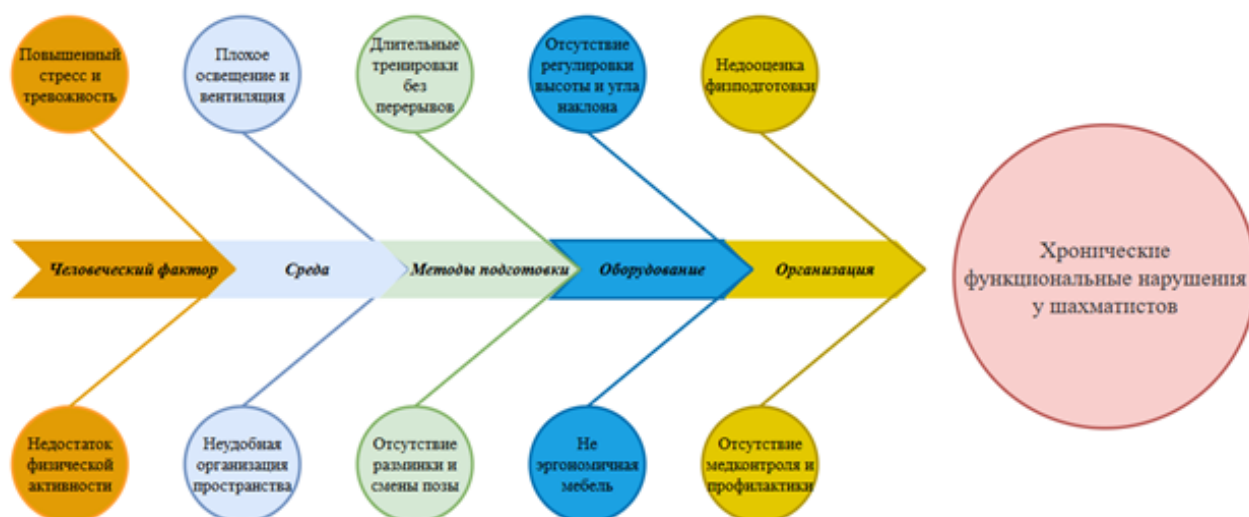 Повышенный
стресс и
тревожность
Плохое
освещение и
вентиляция
Длительные
тренировки
без
перерывов
Отсутствие
регулировки
высоты и угла
наклона
Недооценка
физподготовки
Человеческий фактор
Среда
Методы подготовки
Оборудование
Организация
Хронические
функциональные нарушения
у шахматистов
Недостаток
физической
активности
Неудобная
организация
пространства
Отсутствие
разминки и
смены позы
Не
эргономичная
мебель
Отсутствие
медконтроля и
профилактики